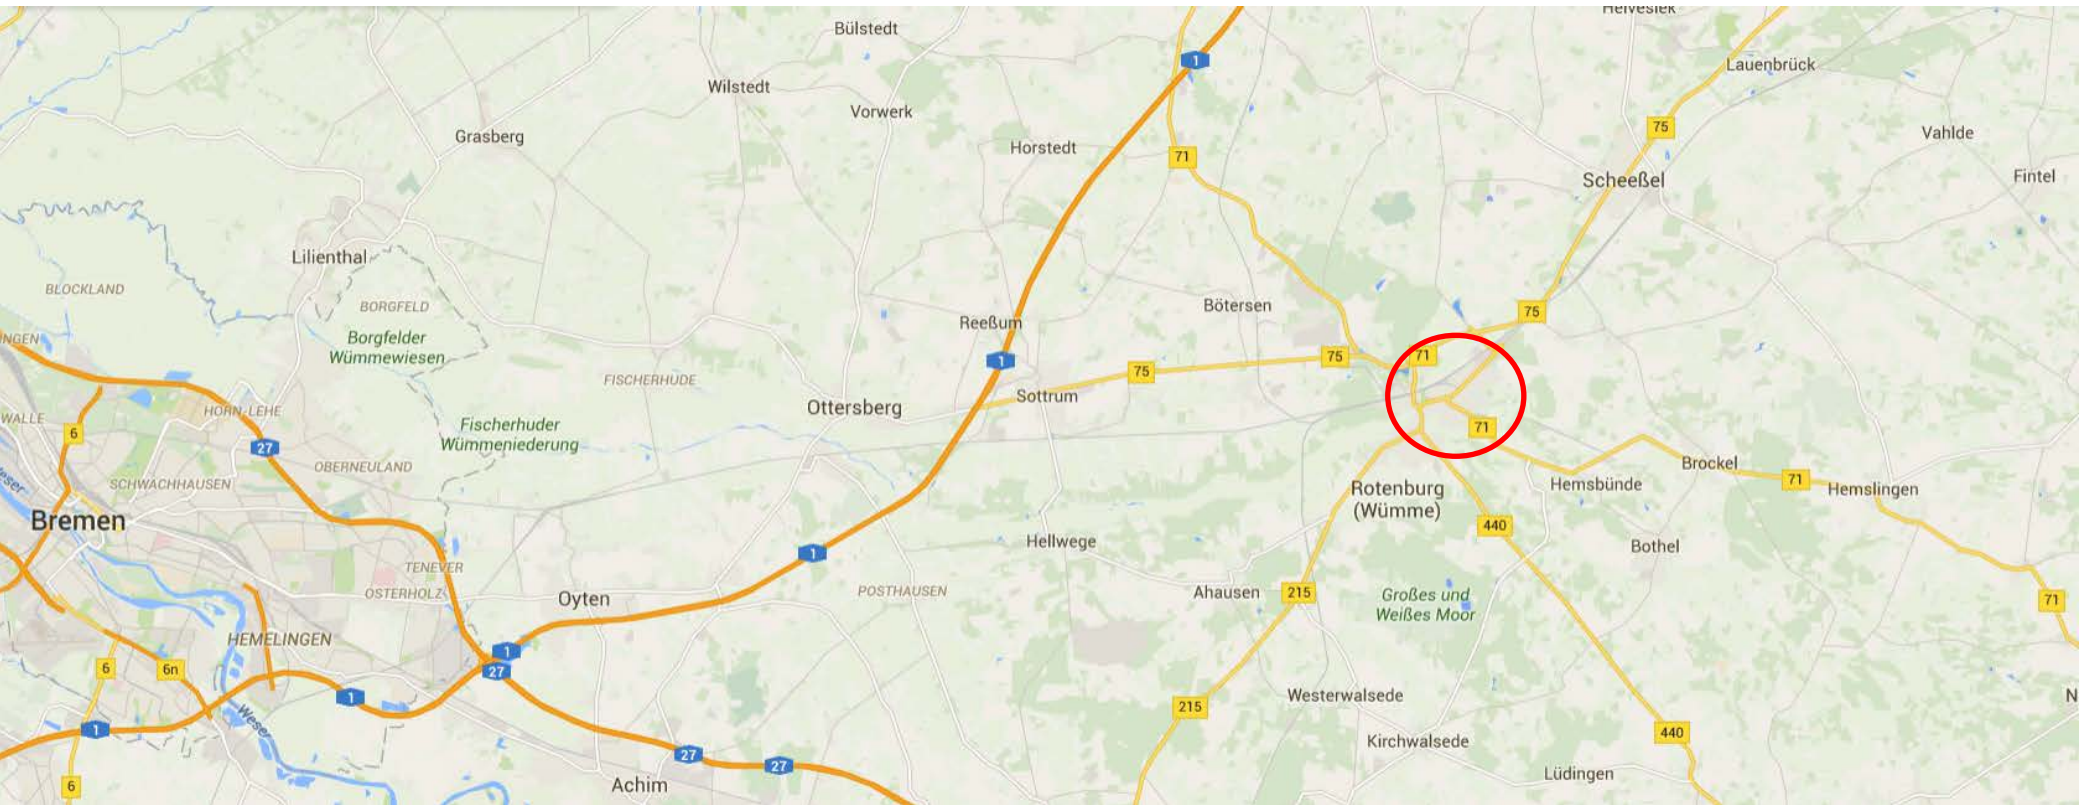 Helvesiek
Bülstedt
1
Lauenbrück
Wilstedt
Vorwerk
75
Grasberg
Vahlde
Horstedt
71
Scheeßel
Fintel
Lilienthal
BLOCKLAND
BORGFELD
Bötersen
75
Reeßum
INGEN
Borgfelder
Wümmewiesen
1
75
71
75
FISCHERHUDE
Sottrum
Ottersberg
HORN-LEHE
WALLE
6
27
Fischerhuder
Wümmeniederung
71
OBERNEULAND
Brockel
SCHWACHHAUSEN
71
Hemslingen
Hemsbünde
Rotenburg
(Wümme)
eser
Bremen
440
Hellwege
1
Bothel
TENEVER
OSTERHOLZ
Oyten
POSTHAUSEN
Ahausen
215
Großes und
Weißes Moor
71
HEMELINGEN
1
27
6
6n
1
Westerwalsede
N
215
Weser
1
440
Kirchwalsede
27
27
Lüdingen
6
Achim